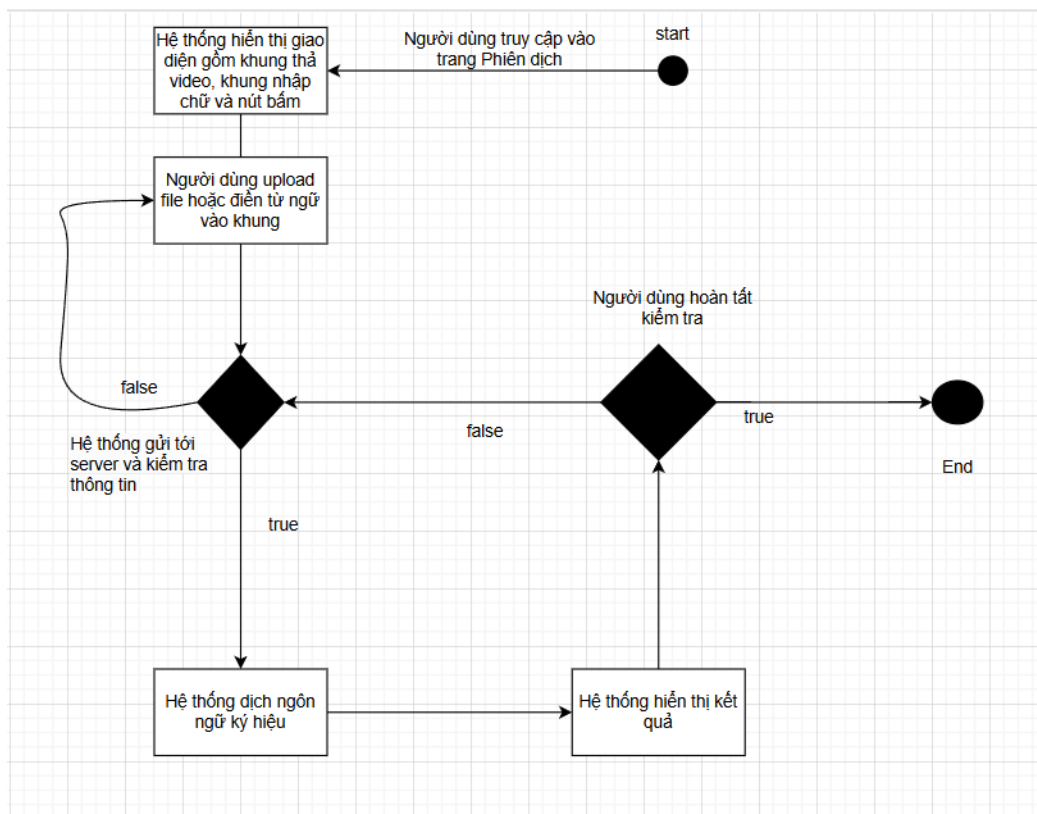 start
Người dùng truy cập vào
trang Phiên dịch
Hệ thống hiển thị giao
diện gồm khung thả
video, khung nhập
chữ và nút bấm
Người dùng upload
file hoặc điền từ ngữ
vào khung
false
Hệ thống gửi tới
server và kiểm tra
thông tin
true
Hệ thống dịch ngôn
ngữ ký hiệu
Hệ thống hiển thị kết
quả
Người dùng hoàn tất
kiểm tra
false
true
End